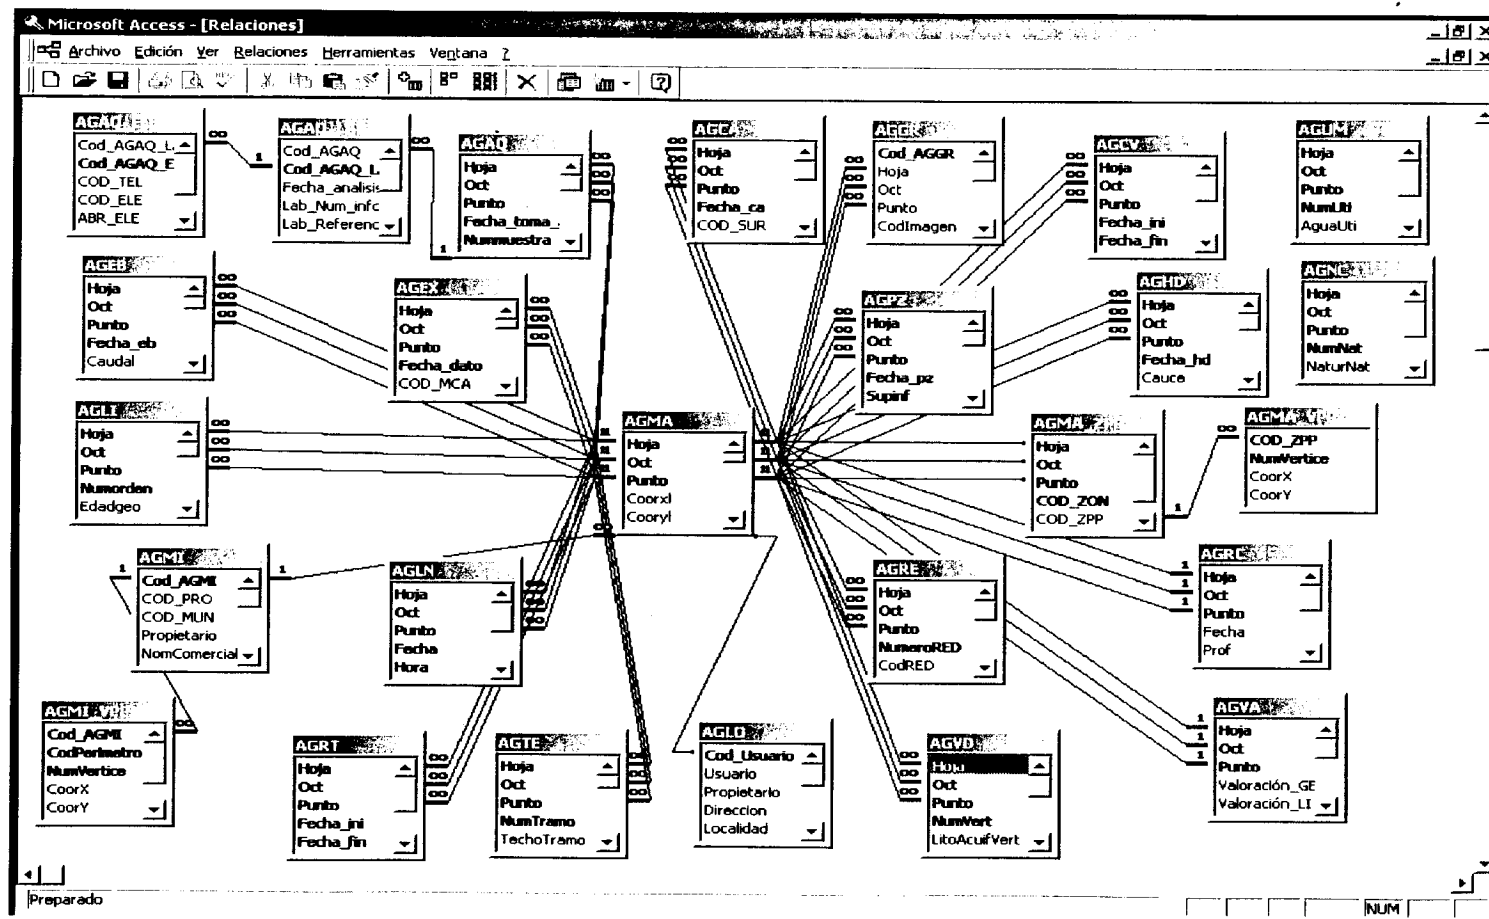 Microsoft Access - [Relaciones]
Archivo Edición Ver Relaciones Herramientas Ventana ?
AGAQ
Cod_AGAQ_L
Cod_AGAQ_E
COD_TEL
COD_ELE
ABR_ELE
Cod_AGAQ
Cod_AGAQ_L
Fecha_analisis
Lab_Num_info
Lab_Referenc
AGAQ
Hoja
Oct
Punto
Fecha_toma_
Nummuestra
AGCA
Hoja
Oct
Punto
Fecha_ca
COD_SUR
AGGR
Cod_AGGR
Hoja
Oct
Punto
CodImagen
AGCV
Hoja
Oct
Punto
Fecha_ini
Fecha_fin
AGUM
Hoja
Oct
Punto
NumUti
AguaUti
AGEB
Hoja
Oct
Punto
Fecha_eb
Caudal
AGEX
Hoja
Oct
Punto
Fecha_dato
COD_MCA
AGPZ
Hoja
Oct
Punto
Fecha_pz
Supinf
AGHD
Hoja
Oct
Punto
Fecha_hd
Cauce
AGNC
Hoja
Oct
Punto
NumNat
NaturNat
AGLI
Hoja
Oct
Punto
Numorden
Edadgeo
AGMA
Hoja
Oct
Punto
Coorxl
Cooryl
AGMA_ZPP
Hoja
Oct
Punto
COD_ZON
COD_ZPP
AGMA_VP
COD_ZPP
NumVertice
CoorX
CoorY
AGMI
Cod_AGMI
COD_PRO
COD_MUN
Propietario
NomComercial
AGLN
Hoja
Oct
Punto
Fecha
Hora
AGRE
Hoja
Oct
Punto
NumeroRED
CodRED
AGRC
Hoja
Oct
Punto
Fecha
Prof
AGMI_VP
Cod_AGMI
CodPerimetro
NumVertice
CoorX
CoorY
AGRT
Hoja
Oct
Punto
Fecha_ini
Fecha_fin
AGTE
Hoja
Oct
Punto
NumTramo
TechoTramo
AGLO
Cod_Usuario
Usuario
Propietario
Direccion
Localidad
AGVD
Hoja
Oct
Punto
NumVert
LitoAcuifVert
AGVA
Hoja
Oct
Punto
Valoración_GE
Valoración_LI
Preparado
NUM